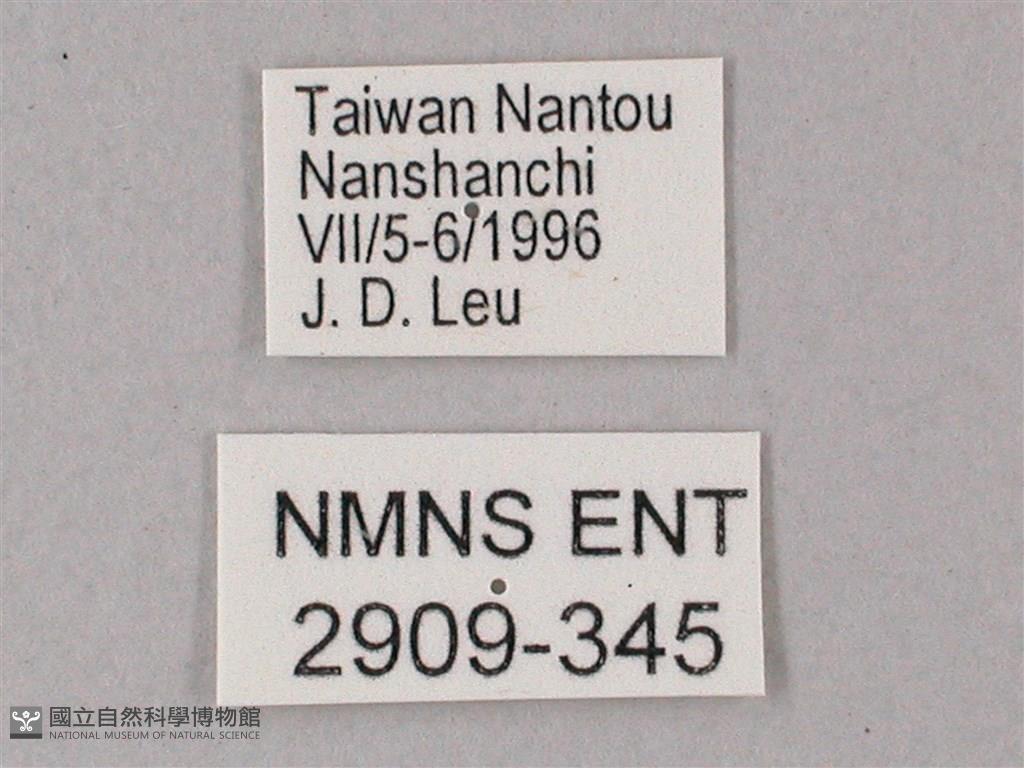 Taiwan Nantou
Nanshanchi
VII/5-6/1996
J. D. Leu
NMNS ENT
2909-345
國立自然科學博物館
NATIONAL MUSEUM OF NATURAL SCIENCE